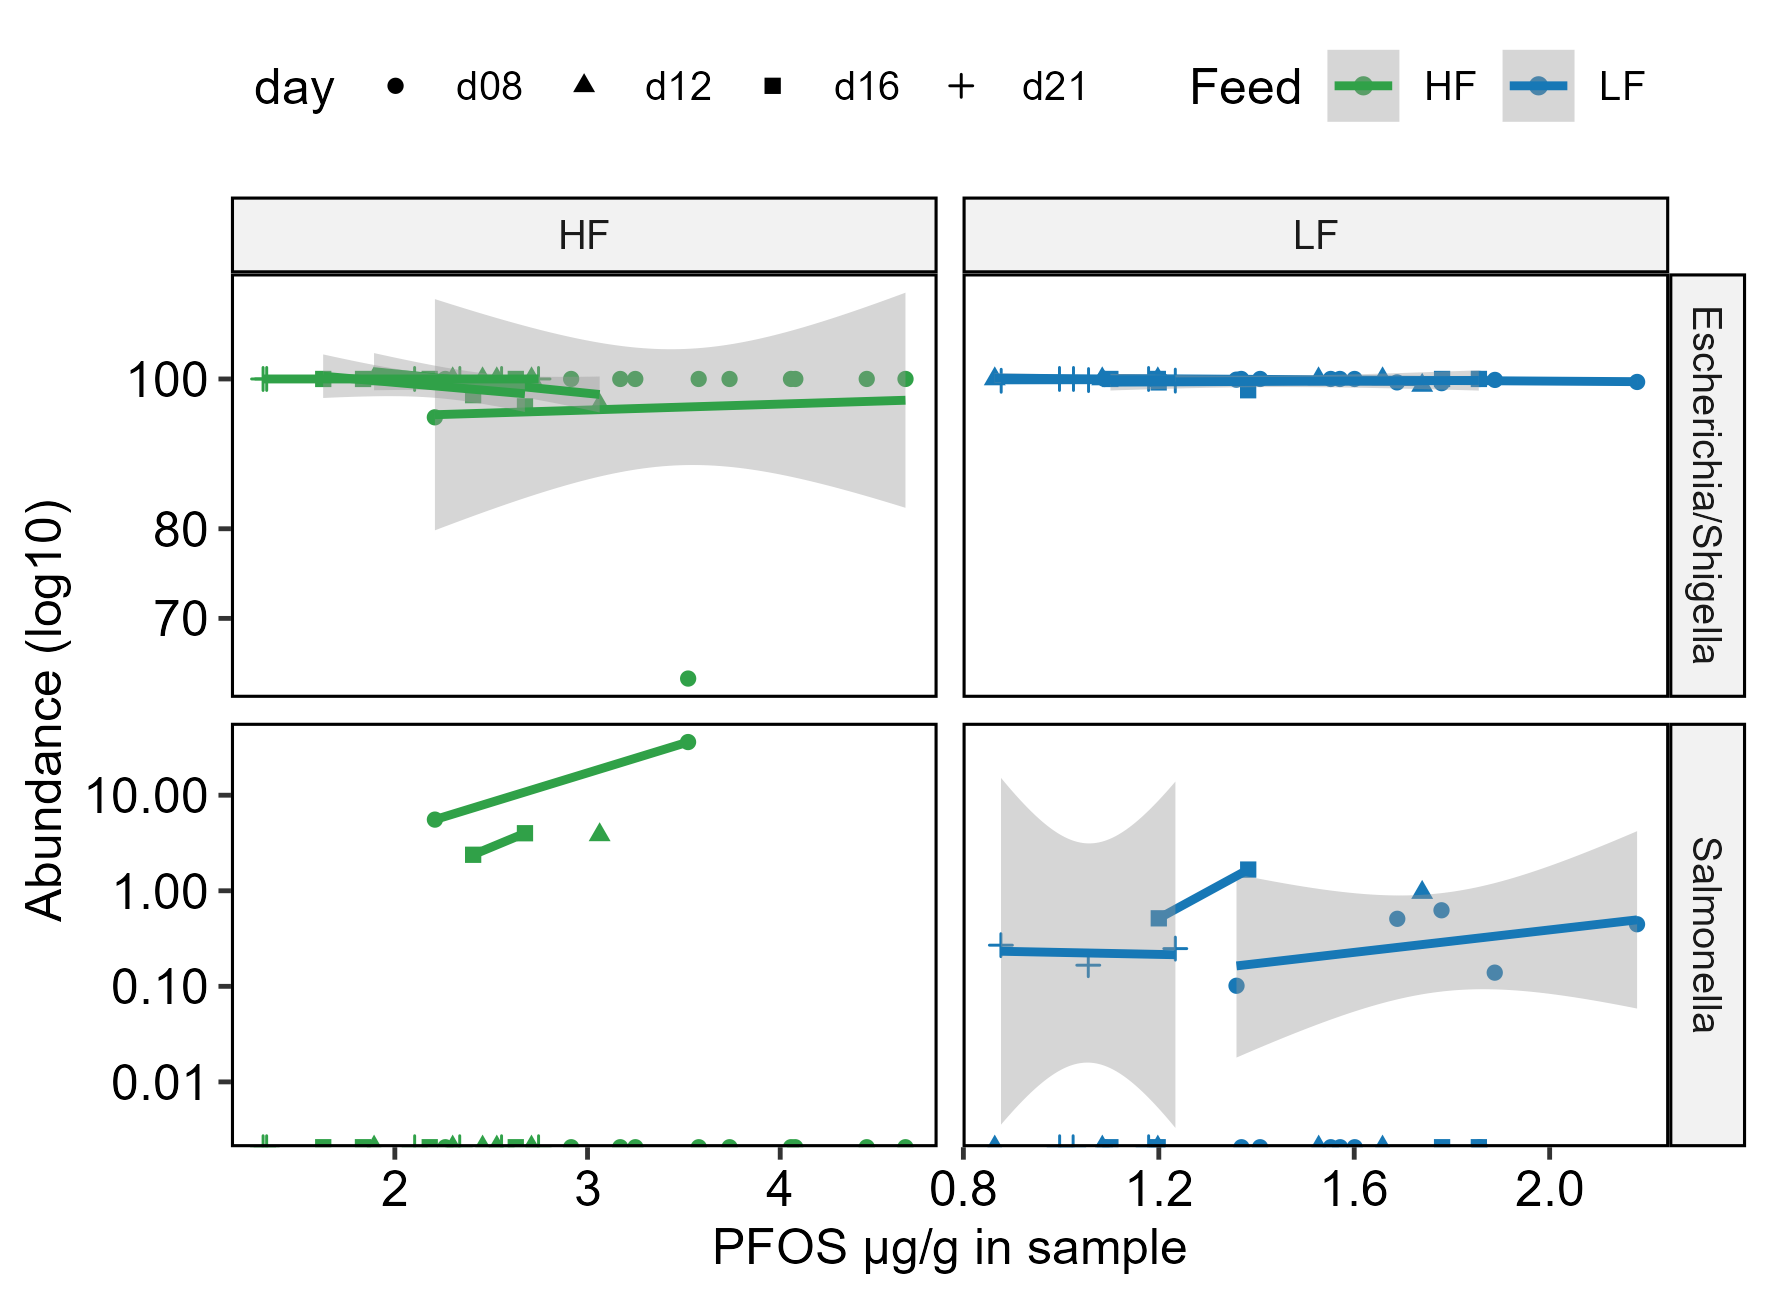 day d08 d12 d16 d21 Feed HF LF
HF LF
Escherichia/Shigella
100
80
70
Abundance (log10)
Salmonella
10.00
1.00
0.10
0.01
2 3 4 0.8 1.2 1.6 2.0
PFOS µg/g in sample